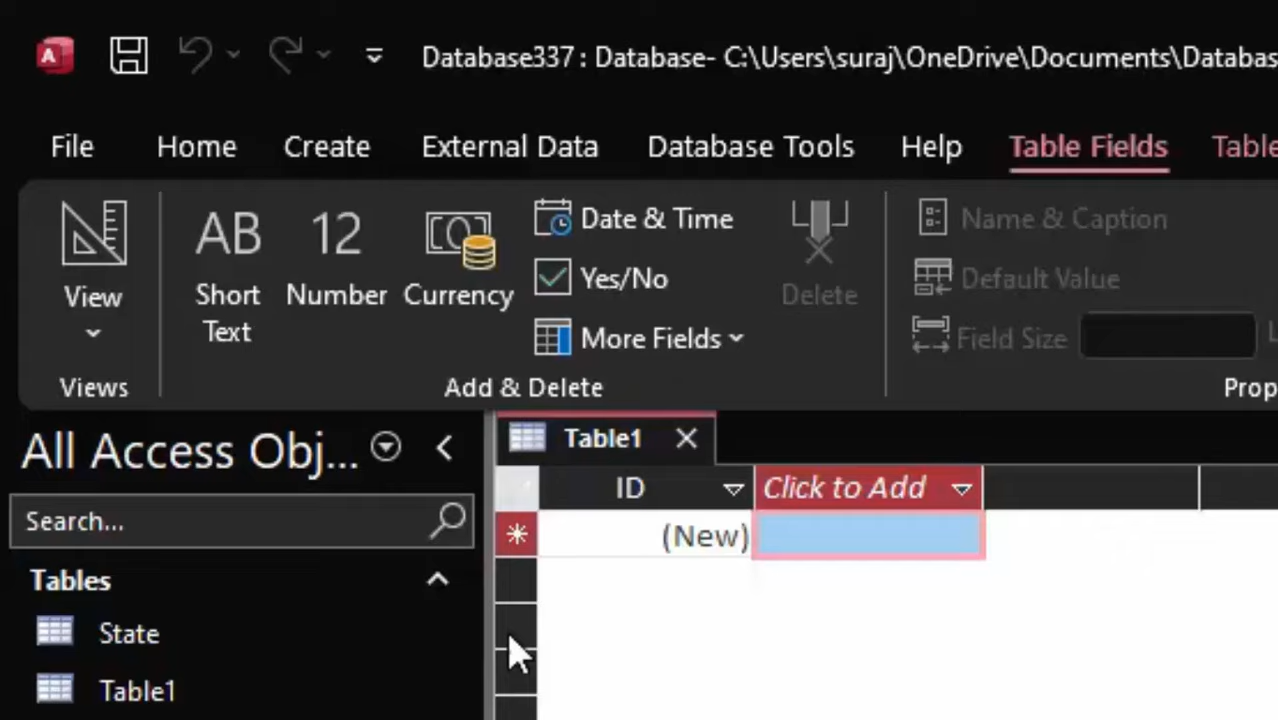 Database337 : Database- C:\Users\suraj\OneDrive\Documents\Databas
File Home Create External Data Database Tools Help Table Fields Table
View
AB
Short
Text
12
Number
Currency
Date & Time
Yes/No
More Fields
Delete
Name & Caption
Default Value
Field Size
Views
Add & Delete
Prop
All Access Obj...
Search...
Tables
State
Table1
Table1
ID Click to Add
(New)